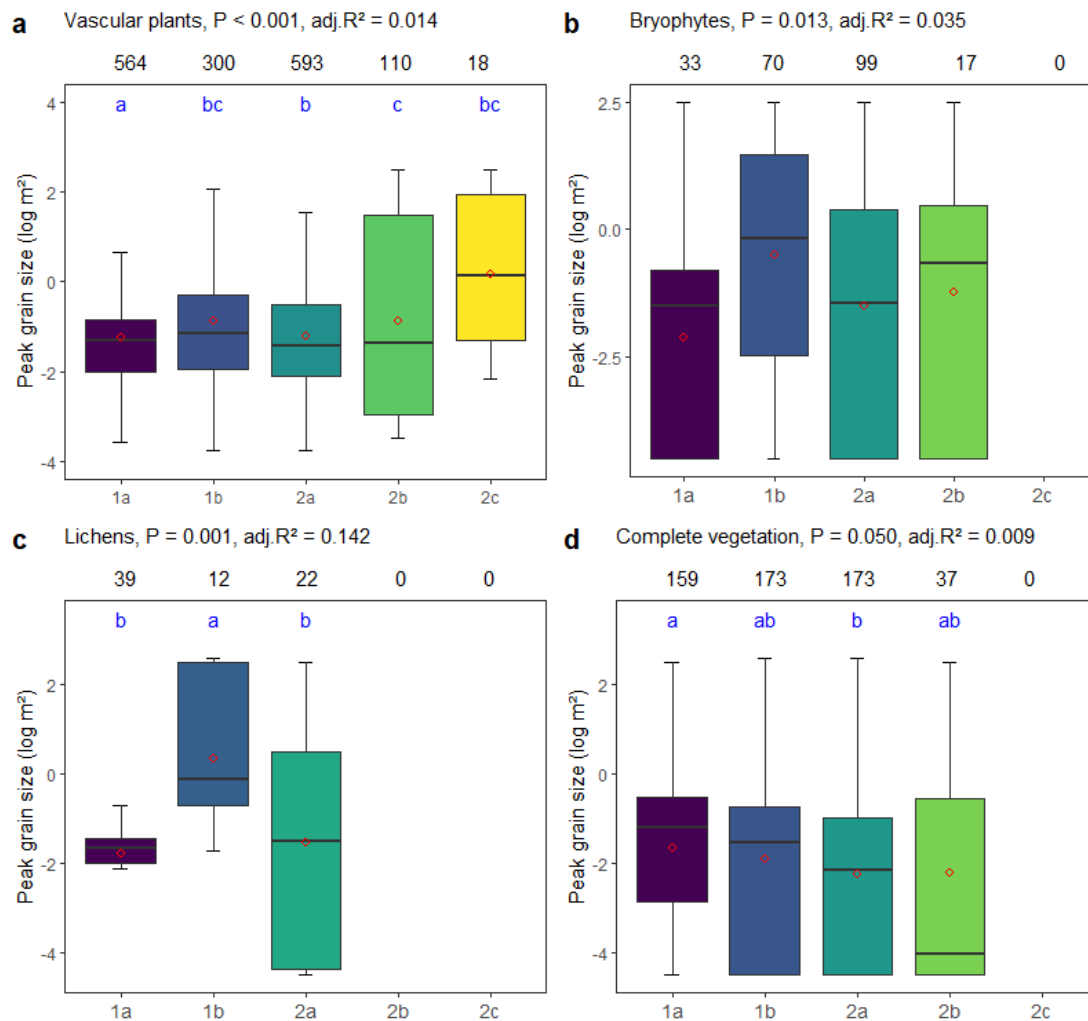 a Vascular plants, P < 0.001, adj.R² = 0.014
564 300 593 110 18
a bc b c bc
Peak grain size (log m²)
4
2
0
-2
-4
1a 1b 2a 2b 2c
b Bryophytes, P = 0.013, adj.R² = 0.035
33 70 99 17 0
Peak grain size (log m²)
2.5
0.0
-2.5
1a 1b 2a 2b 2c
c Lichens, P = 0.001, adj.R² = 0.142
39 12 22 0 0
b a b
Peak grain size (log m²)
2
0
-2
-4
1a 1b 2a 2b 2c
d Complete vegetation, P = 0.050, adj.R² = 0.009
159 173 173 37 0
a ab b ab
Peak grain size (log m²)
2
0
-2
-4
1a 1b 2a 2b 2c